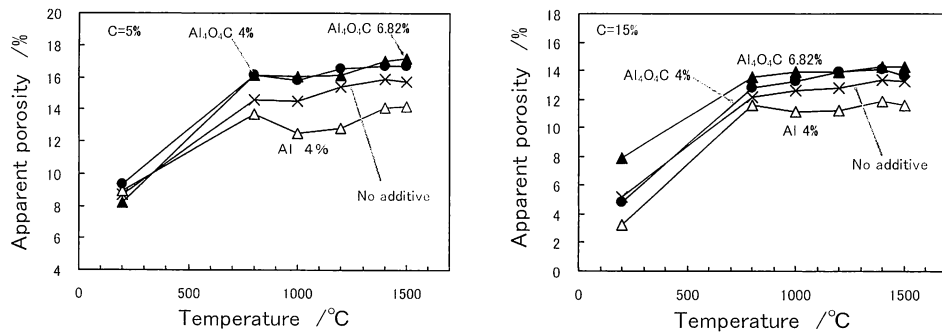 C=5%
Al₄O₄C 4%
Al₄O₄C 6.82%
Al 4%
No additive
Apparent porosity /%
18
16
14
12
10
8
6
4
0
500
1000
1500
Temperature /°C
C=15%
Al₄O₄C 4%
Al₄O₄C 6.82%
Al 4%
No additive
Apparent porosity /%
18
16
14
12
10
8
6
4
2
0
0
500
1000
1500
Temperature /°C